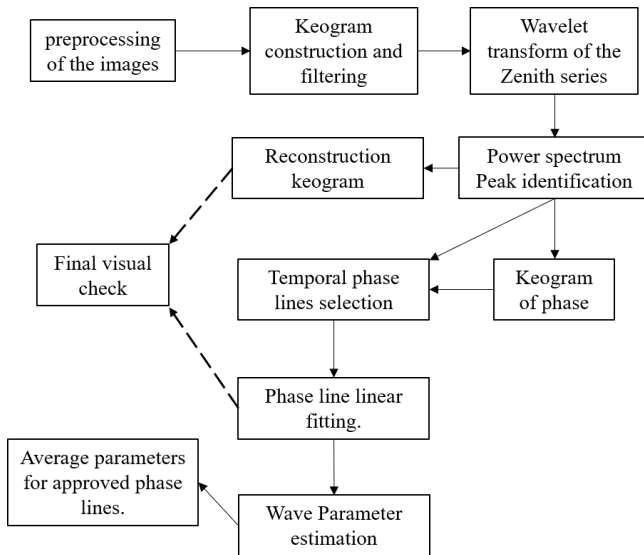 preprocessing
of the images
Keogram
construction and
filtering
Wavelet
transform of the
Zenith series
Reconstruction
keogram
Power spectrum
Peak identification
Final visual
check
Temporal phase
lines selection
Keogram
of phase
Phase line linear
fitting.
Average parameters
for approved phase
lines.
Wave Parameter
estimation